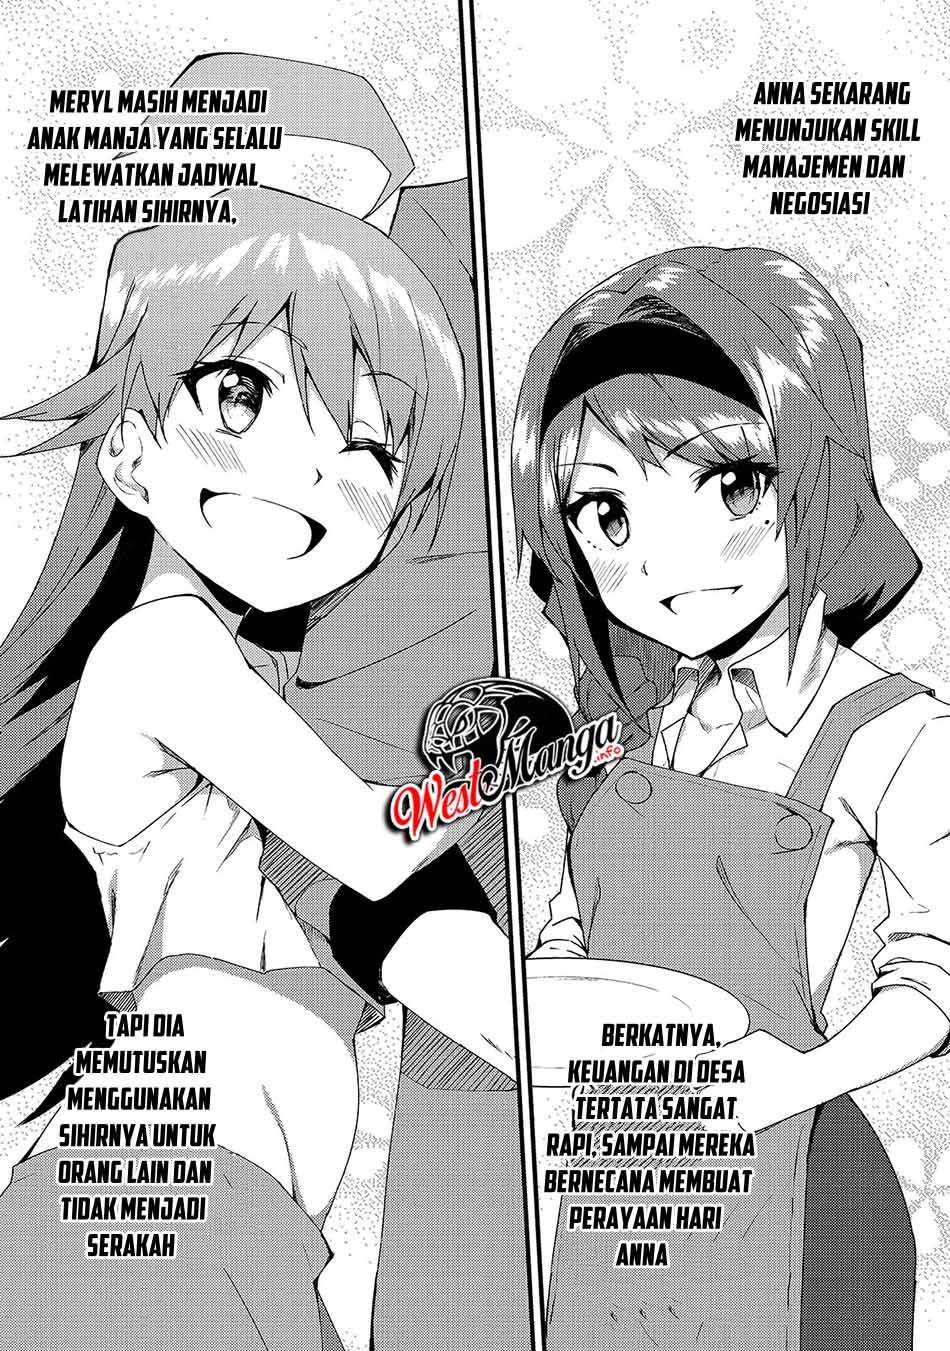 ANNA SEKARANG
MENUNJUKAN SKILL
MANAJEMEN DAN
NEGOSIASI
BERKATNYA,
KEUANGAN DI DESA
TERTATA SANGAT
RAPI, SAMPAI MEREKA
BERNECANA MEMBUAT
PERAYAAN HARI
ANNA
MERYL MASIH MENJADI
ANAK MANJA YANG SELALU
MELEWATKAN JADWAL
LATIHAN SIHIRNYA,
TAPI DIA
MEMUTUSKAN
MENGGUNAKAN
SIHIRNYA UNTUK
ORANG LAIN DAN
TIDAK MENJADI
SERAKAH
WestManga.info